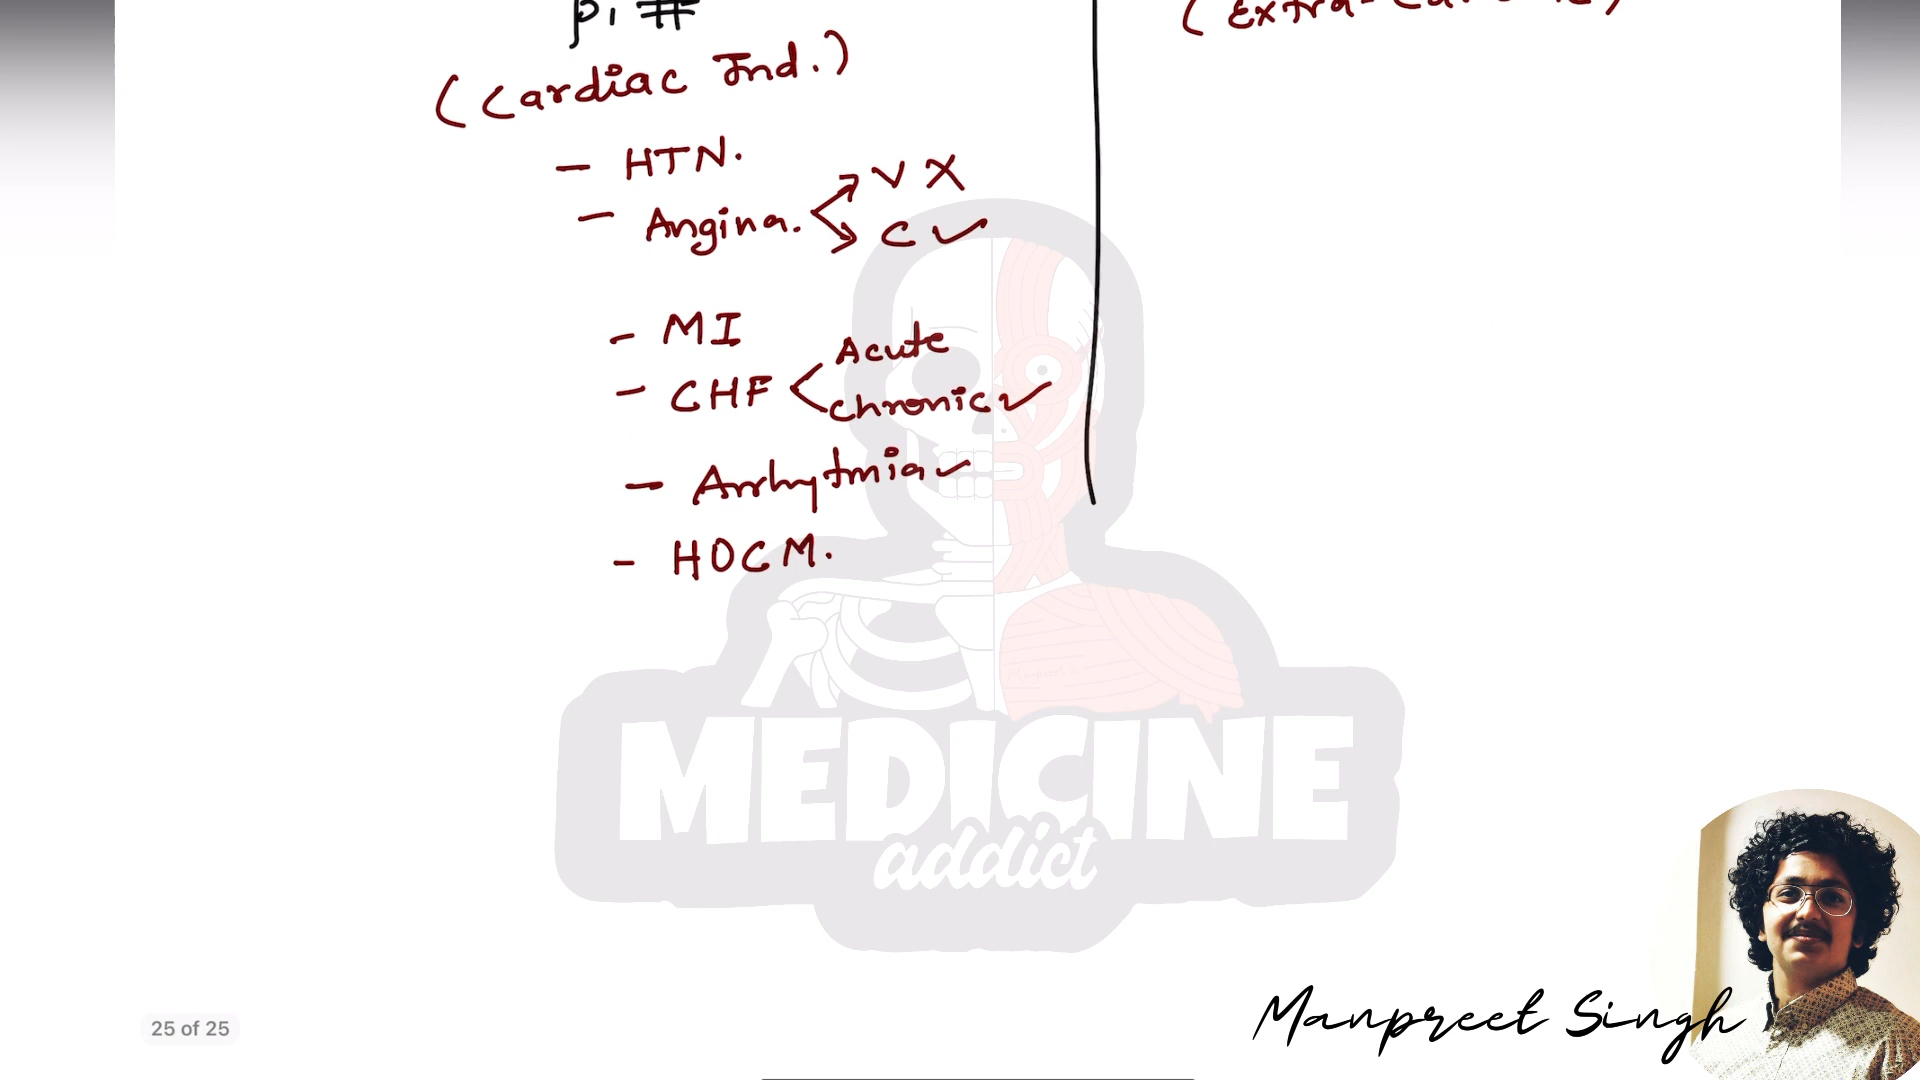 β1 #
(Cardiac Ind.)
- HTN.
- Angina. V X
C ✓
- MI
- CHF Acute
Chronic ✓
- Arrhytmia ✓
- HOCM.
MEDICINE
addict
Manpreet Singh
25 of 25